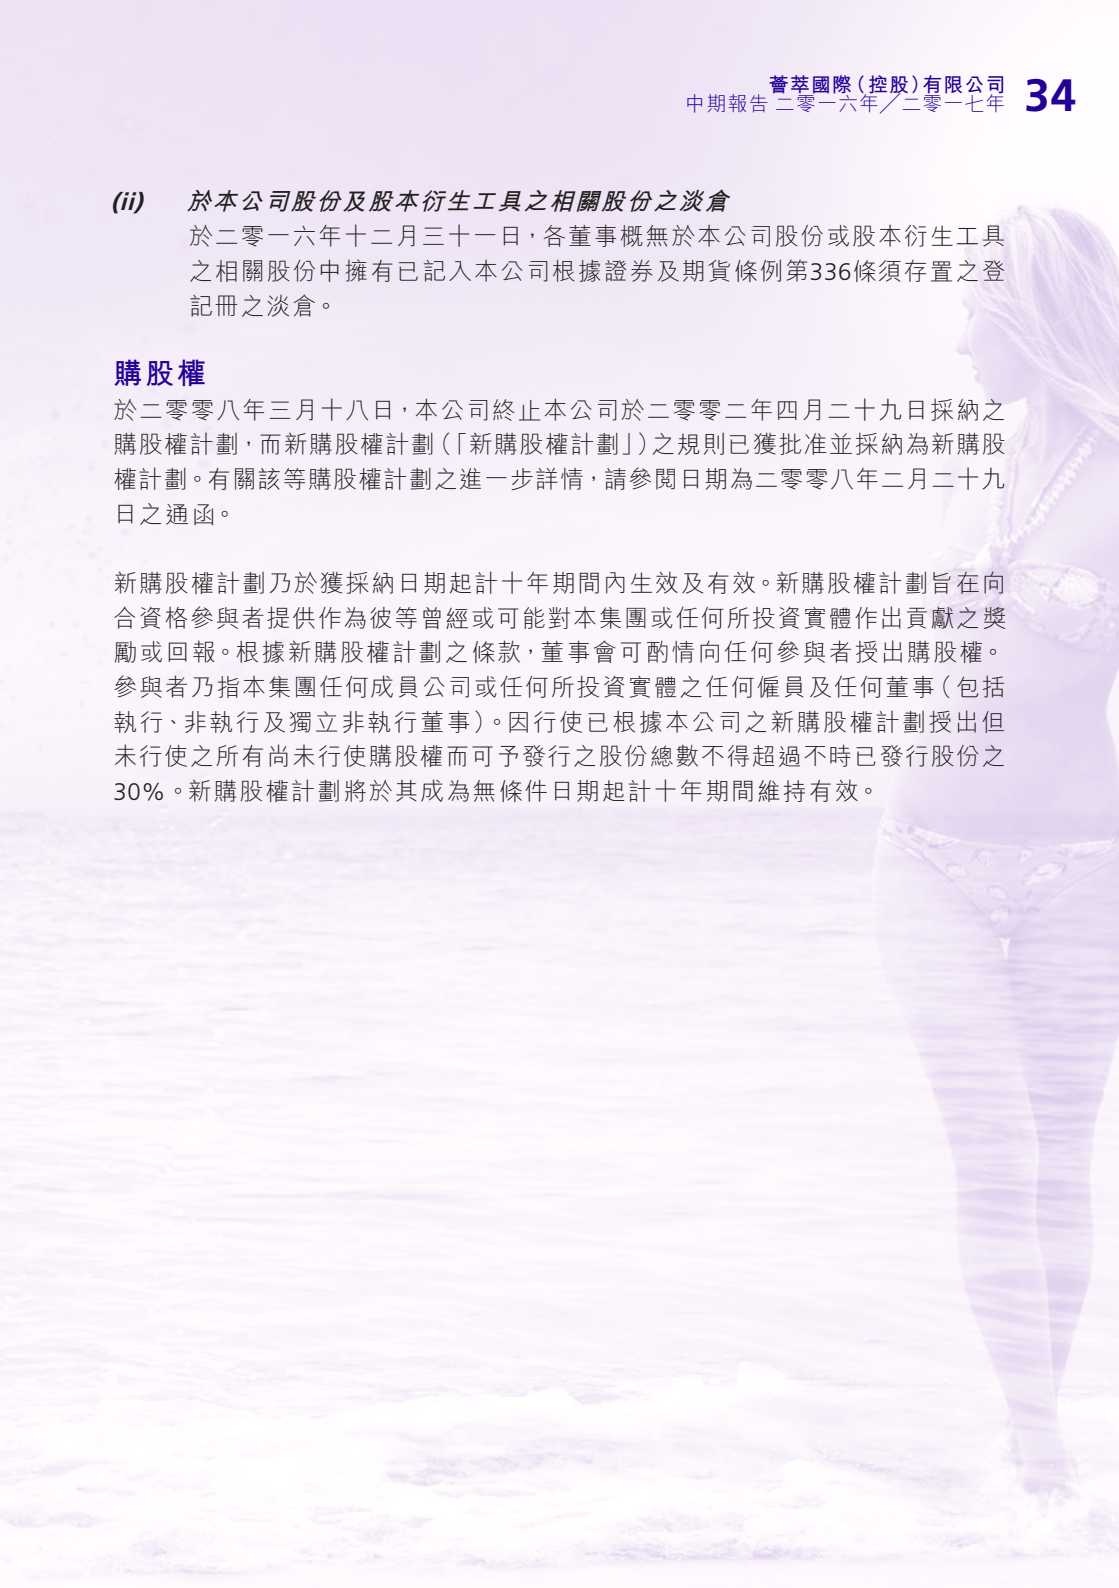 薈萃國際（控股）有限公司
中期報告 二零一六年／二零一七年
34
(ii) 於本公司股份及股本衍生工具之相關股份之淡倉
於二零一六年十二月三十一日，各董事概無於本公司股份或股本衍生工具
之相關股份中擁有已記入本公司根據證券及期貨條例第336條須存置之登
記冊之淡倉。
購股權
於二零零八年三月十八日，本公司終止本公司於二零零二年四月二十九日採納之
購股權計劃，而新購股權計劃（「新購股權計劃」）之規則已獲批准並採納為新購股
權計劃。有關該等購股權計劃之進一步詳情，請參閱日期為二零零八年二月二十九
日之通函。
新購股權計劃乃於獲採納日期起計十年期間內生效及有效。新購股權計劃旨在向
合資格參與者提供作為彼等曾經或可能對本集團或任何所投資實體作出貢獻之獎
勵或回報。根據新購股權計劃之條款，董事會可酌情向任何參與者授出購股權。
參與者乃指本集團任何成員公司或任何所投資實體之任何僱員及任何董事（包括
執行、非執行及獨立非執行董事）。因行使已根據本公司之新購股權計劃授出但
未行使之所有尚未行使購股權而可予發行之股份總數不得超過不時已發行股份之
30%。新購股權計劃將於其成為無條件日期起計十年期間維持有效。